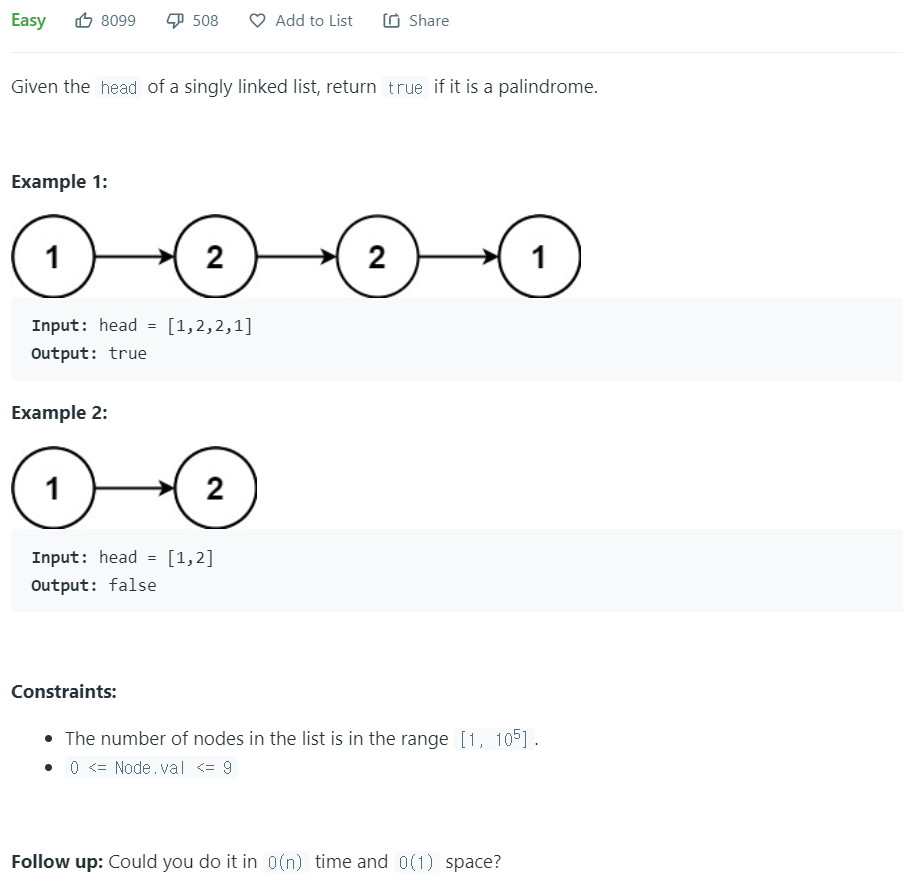 Easy 8099 508 Add to List Share
Given the head of a singly linked list, return true if it is a palindrome.
Example 1:
1 2 2 1
Input: head = [1,2,2,1]
Output: true
Example 2:
1 2
Input: head = [1,2]
Output: false
Constraints:
• The number of nodes in the list is in the range [1, 10⁵].
• 0 <= Node.val <= 9
Follow up: Could you do it in O(n) time and O(1) space?